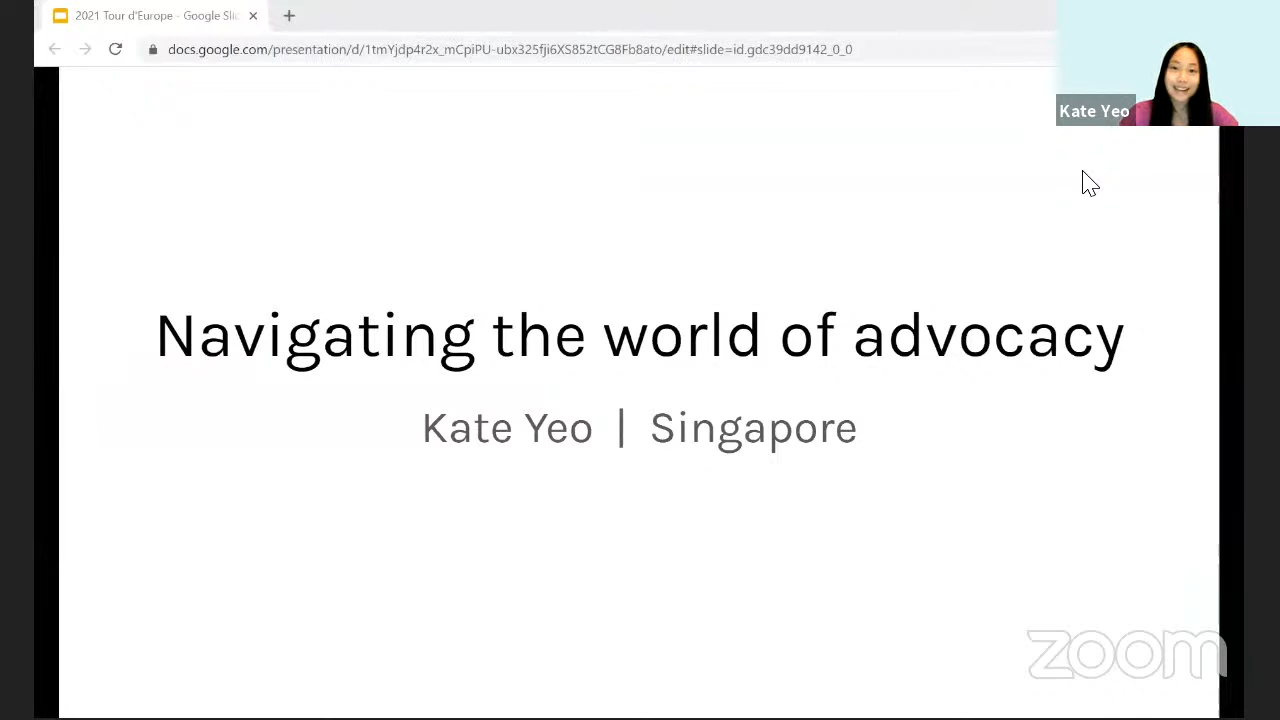 2021 Tour d'Europe - Google Slid
docs.google.com/presentation/d/1tmYjdp4r2x_mCpiPU-ubx325fji6XS852tCG8Fb8ato/edit#slide=id.gdc39dd9142_0_0
Kate Yeo
Navigating the world of advocacy
Kate Yeo | Singapore
zoom